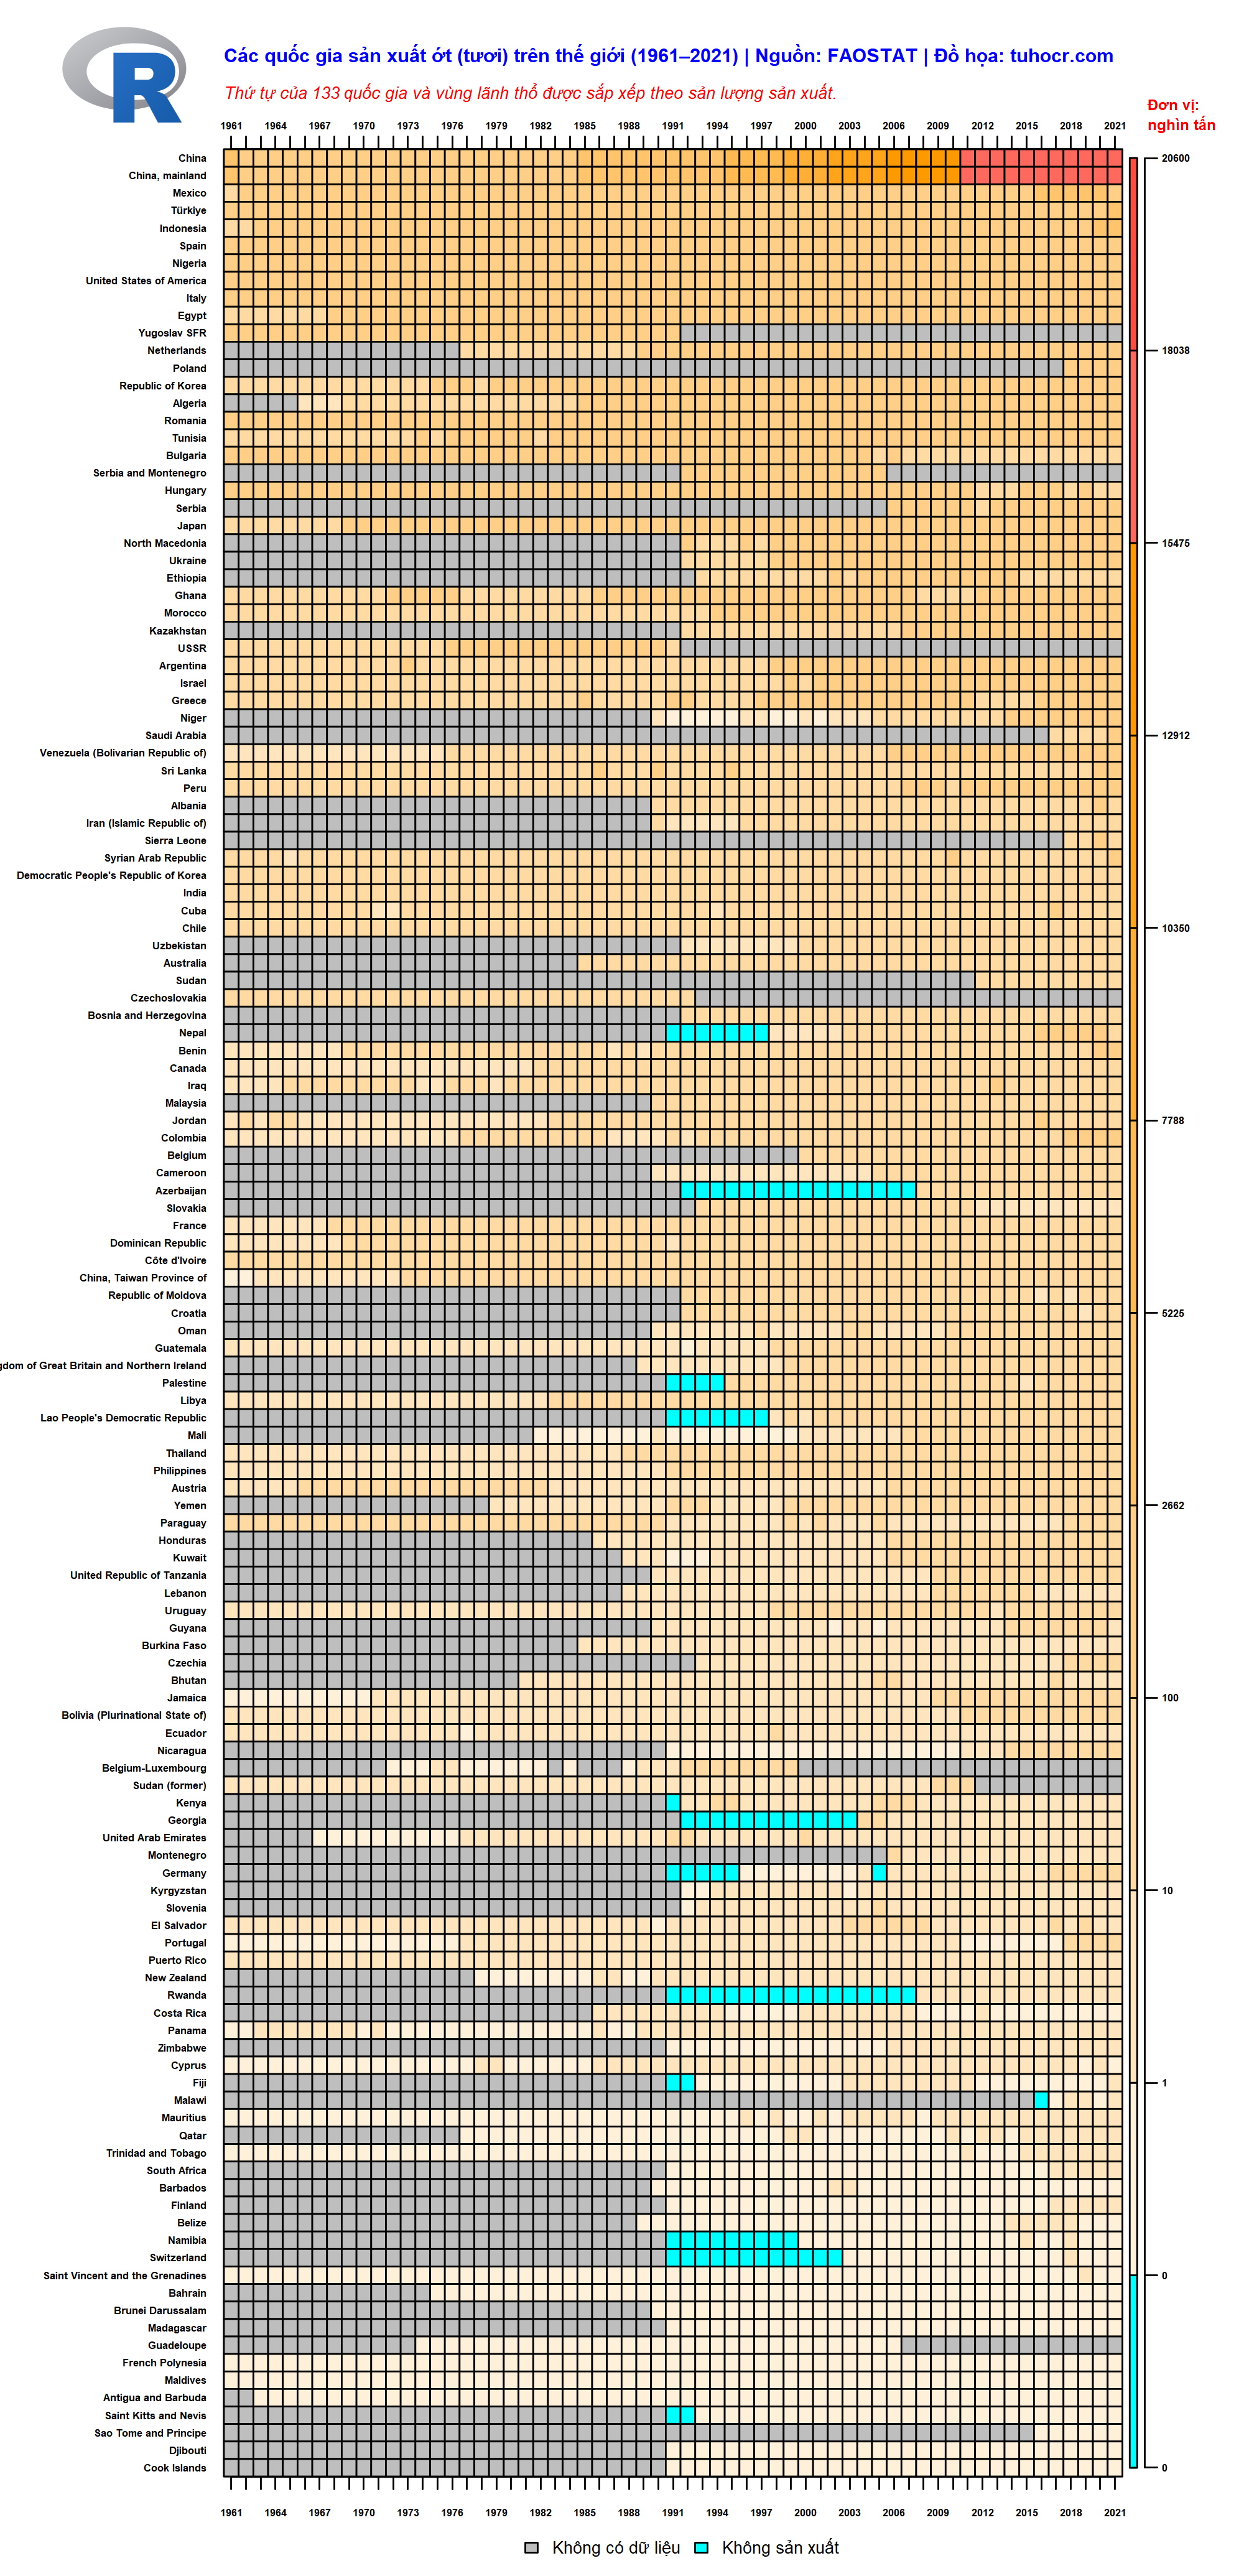 R
Các quốc gia sản xuất ớt (tươi) trên thế giới (1961–2021) | Nguồn: FAOSTAT | Đồ họa: tuhocr.com
Thứ tự của 133 quốc gia và vùng lãnh thổ được sắp xếp theo sản lượng sản xuất.
Đơn vị:
nghìn tấn
1961 1964 1967 1970 1973 1976 1979 1982 1985 1988 1991 1994 1997 2000 2003 2006 2009 2012 2015 2018 2021
China
China, mainland
Mexico
Türkiye
Indonesia
Spain
Nigeria
United States of America
Italy
Egypt
Yugoslav SFR
Netherlands
Poland
Republic of Korea
Algeria
Romania
Tunisia
Bulgaria
Serbia and Montenegro
Hungary
Serbia
Japan
North Macedonia
Ukraine
Ethiopia
Ghana
Morocco
Kazakhstan
USSR
Argentina
Israel
Greece
Niger
Saudi Arabia
Venezuela (Bolivarian Republic of)
Sri Lanka
Peru
Albania
Iran (Islamic Republic of)
Sierra Leone
Syrian Arab Republic
Democratic People's Republic of Korea
India
Cuba
Chile
Uzbekistan
Australia
Sudan
Czechoslovakia
Bosnia and Herzegovina
Nepal
Benin
Canada
Iraq
Malaysia
Jordan
Colombia
Belgium
Cameroon
Azerbaijan
Slovakia
France
Dominican Republic
Côte d'Ivoire
China, Taiwan Province of
Republic of Moldova
Croatia
Oman
Guatemala
gdom of Great Britain and Northern Ireland
Palestine
Libya
Lao People's Democratic Republic
Mali
Thailand
Philippines
Austria
Yemen
Paraguay
Honduras
Kuwait
United Republic of Tanzania
Lebanon
Uruguay
Guyana
Burkina Faso
Czechia
Bhutan
Jamaica
Bolivia (Plurinational State of)
Ecuador
Nicaragua
Belgium-Luxembourg
Sudan (former)
Kenya
Georgia
United Arab Emirates
Montenegro
Germany
Kyrgyzstan
Slovenia
El Salvador
Portugal
Puerto Rico
New Zealand
Rwanda
Costa Rica
Panama
Zimbabwe
Cyprus
Fiji
Malawi
Mauritius
Qatar
Trinidad and Tobago
South Africa
Barbados
Finland
Belize
Namibia
Switzerland
Saint Vincent and the Grenadines
Bahrain
Brunei Darussalam
Madagascar
Guadeloupe
French Polynesia
Maldives
Antigua and Barbuda
Saint Kitts and Nevis
Sao Tome and Principe
Djibouti
Cook Islands
20600
18038
15475
12912
10350
7788
5225
2662
100
10
1
0
0
1961 1964 1967 1970 1973 1976 1979 1982 1985 1988 1991 1994 1997 2000 2003 2006 2009 2012 2015 2018 2021
Không có dữ liệu Không sản xuất